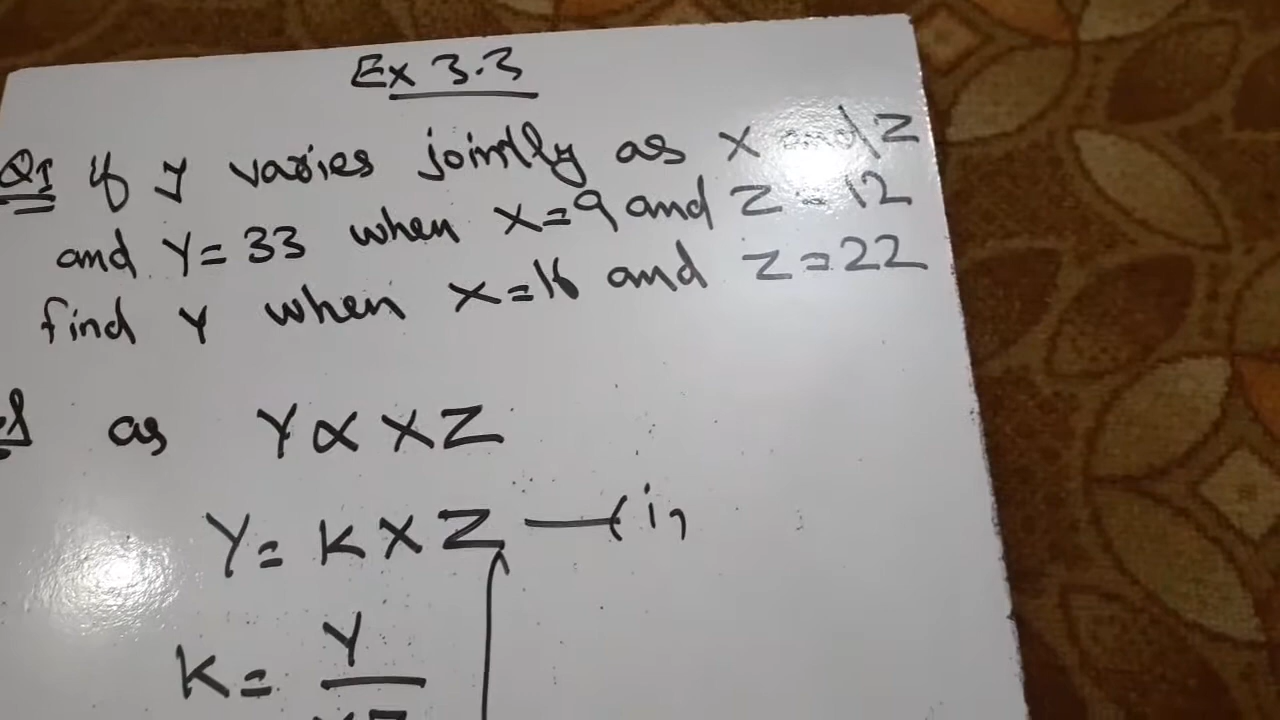 Ex 3.3
Q1 if y varies jointly as X and Z
and Y=33 when X=9 and Z=12
find Y when X=16 and Z=22
as Y∝XZ
Y=KXZ —(i)
K= Y
XZ